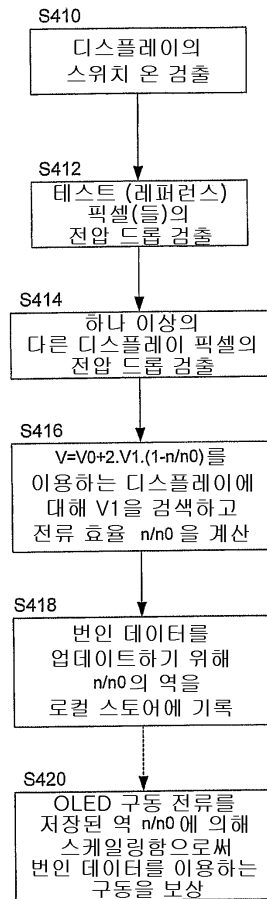 S410
디스플레이의
스위치 온 검출
S412
테스트 (레퍼런스)
픽셀(들)의
전압 드롭 검출
S414
하나 이상의
다른 디스플레이 픽셀의
전압 드롭 검출
S416
V=V0+2.V1.(1-n/n0)를
이용하는 디스플레이에
대해 V1을 검색하고
전류 효율 n/n0 을 계산
S418
번인 데이터를
업데이트하기 위해
n/n0의 역을
로컬 스토어에 기록
S420
OLED 구동 전류를
저장된 역 n/n0 에 의해
스케일링함으로써
번인 데이터를 이용하는
구동을 보상